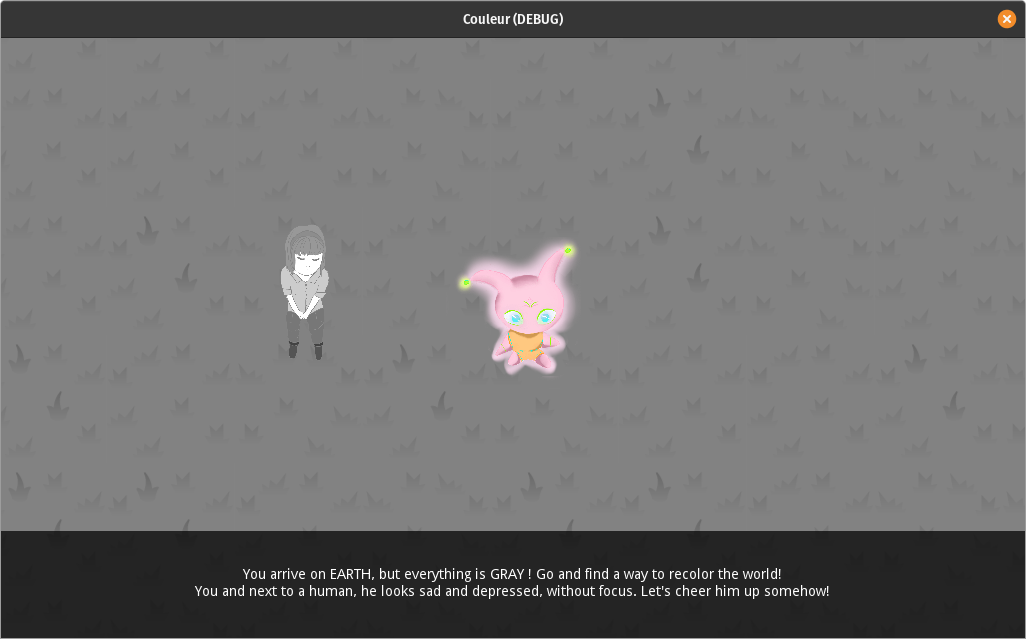 Couleur (DEBUG)
You arrive on EARTH, but everything is GRAY ! Go and find a way to recolor the world!
You and next to a human, he looks sad and depressed, without focus. Let's cheer him up somehow!